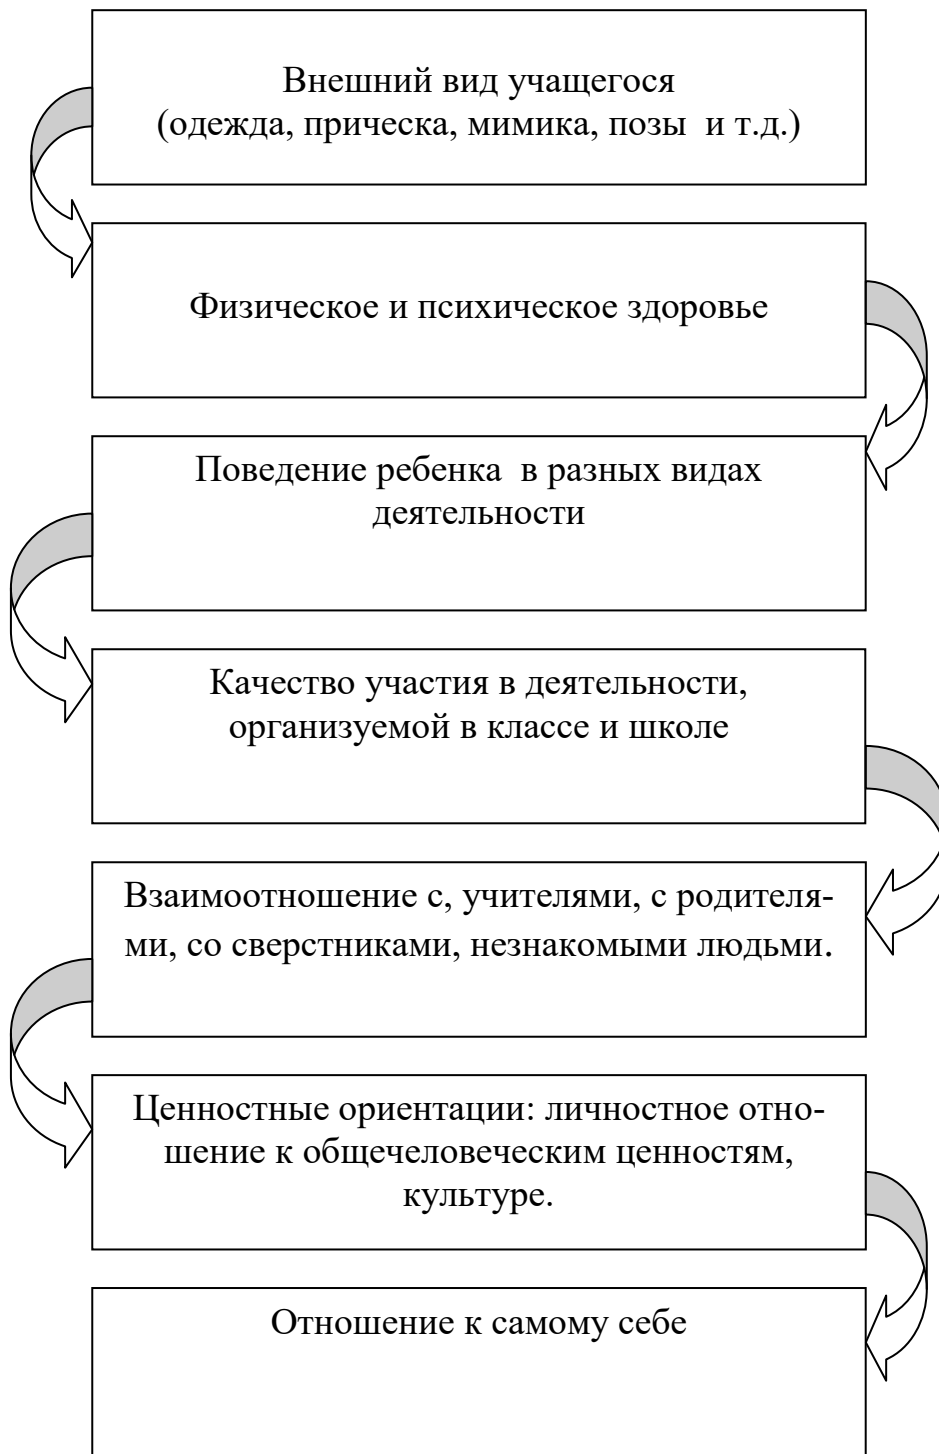 Внешний вид учащегося
(одежда, прическа, мимика, позы  и т.д.)
Физическое и психическое здоровье
Поведение ребенка  в разных видах
деятельности
Качество участия в деятельности,
организуемой в классе и школе
Взаимоотношение с, учителями, с родителя-
ми, со сверстниками, незнакомыми людьми.
Ценностные ориентации: личностное отно-
шение к общечеловеческим ценностям,
культуре.
Отношение к самому себе